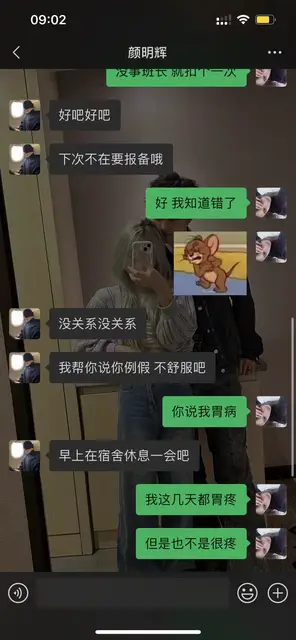 09:02
颜明辉
没事班长 就扣个一次
好吧好吧
下次不在要报备哦
好 我知道错了
没关系没关系
我帮你说你例假 不舒服吧
你说我胃病
早上在宿舍休息一会吧
我这几天都胃疼
但是也不是很疼